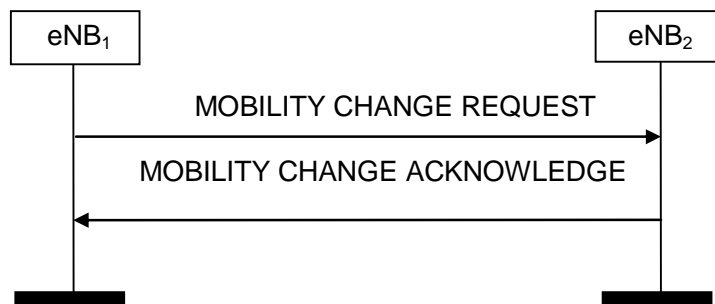 eNB₁
eNB₂
MOBILITY CHANGE REQUEST
MOBILITY CHANGE ACKNOWLEDGE